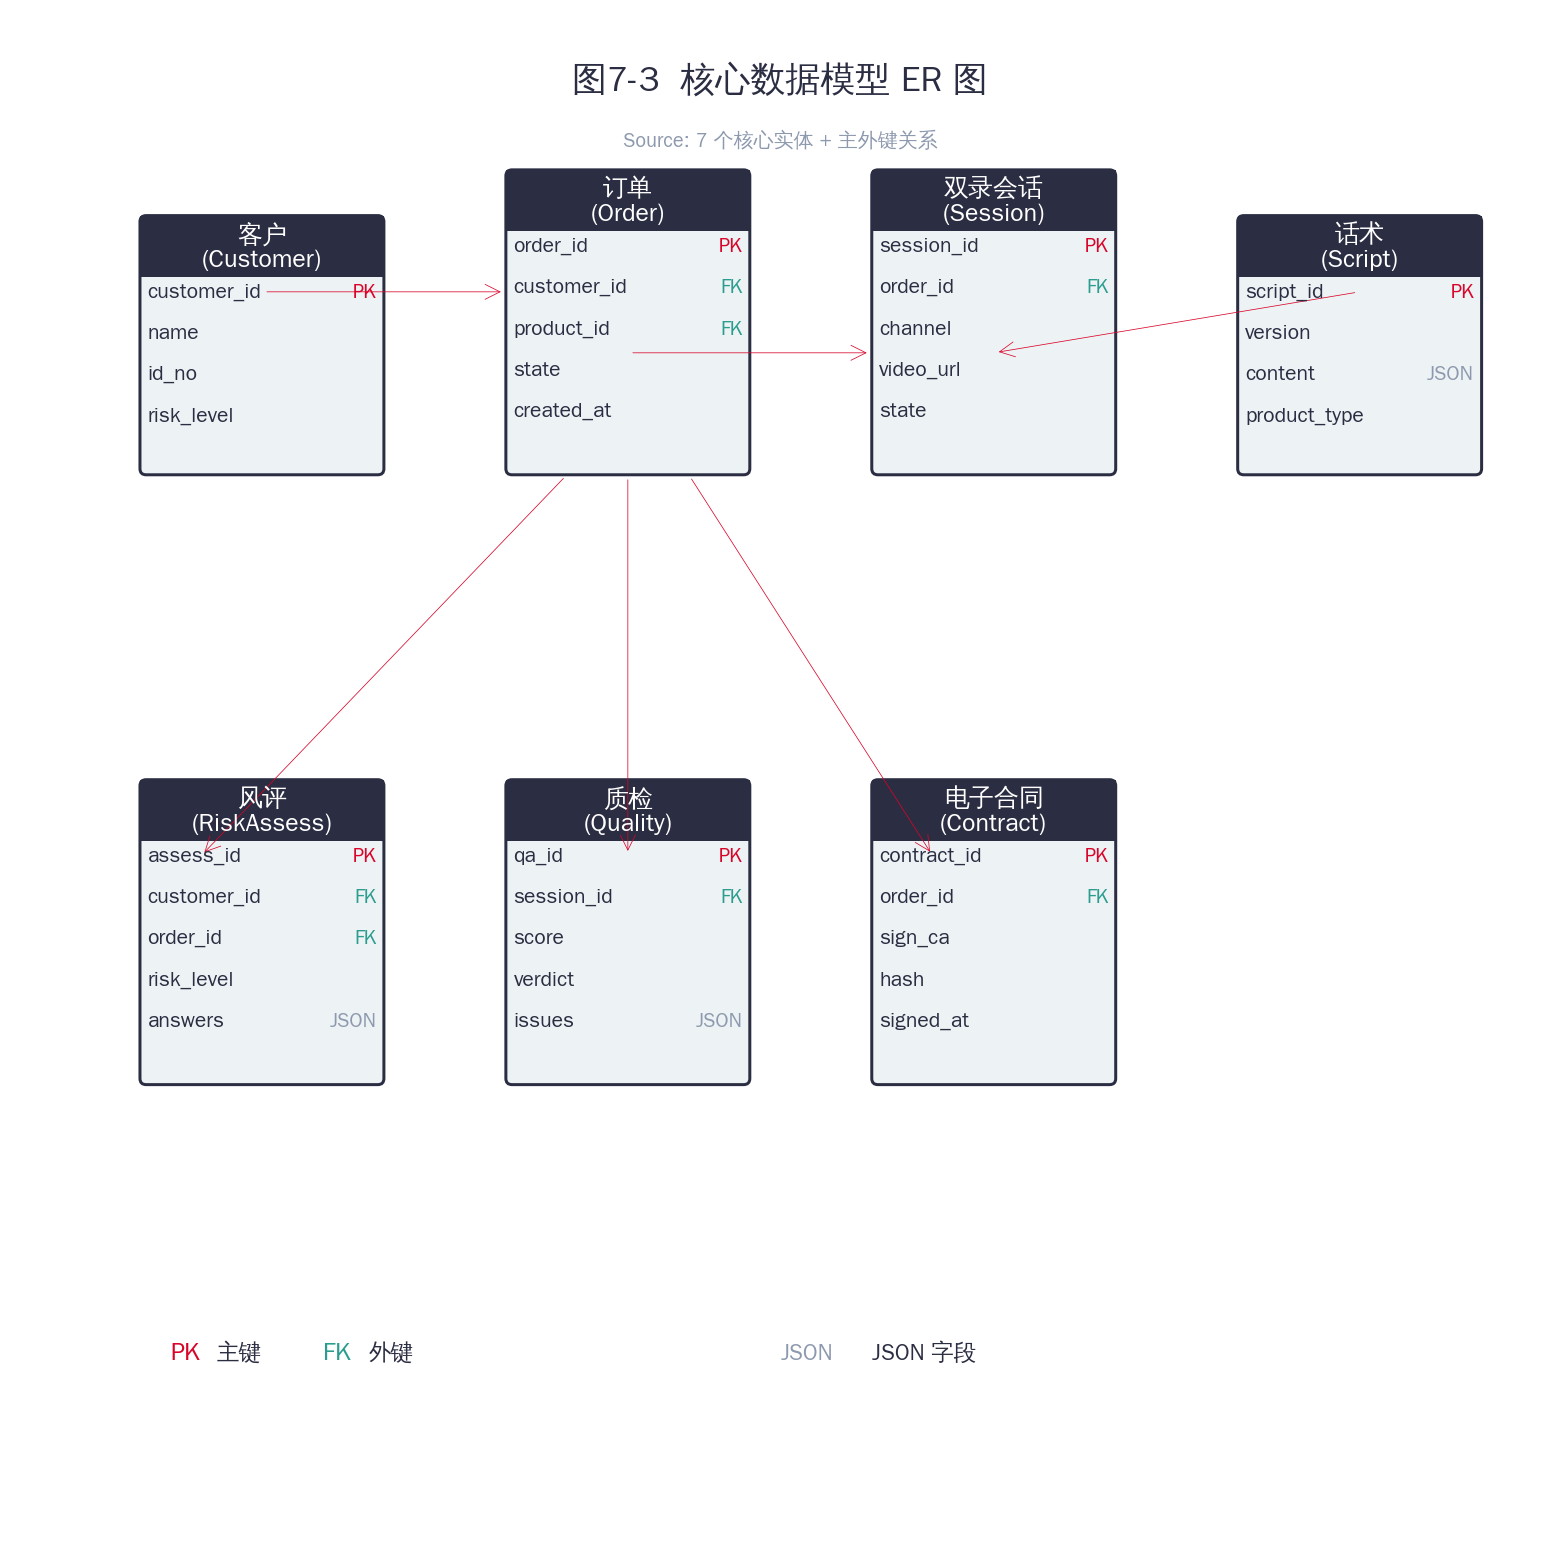 图7-3 核心数据模型 ER 图
Source: 7 个核心实体 + 主外键关系
客户
(Customer)
customer_id PK
name
id_no
risk_level
订单
(Order)
order_id PK
customer_id FK
product_id FK
state
created_at
双录会话
(Session)
session_id PK
order_id FK
channel
video_url
state
话术
(Script)
script_id PK
version
content JSON
product_type
风评
(RiskAssess)
assess_id PK
customer_id FK
order_id FK
risk_level
answers JSON
质检
(Quality)
qa_id PK
session_id FK
score
verdict
issues JSON
电子合同
(Contract)
contract_id PK
order_id FK
sign_ca
hash
signed_at
PK 主键 FK 外键 JSON JSON 字段